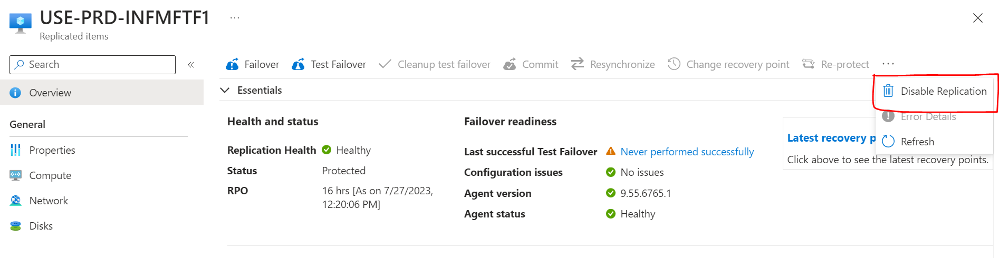 USE-PRD-INFMFTF1 ...
Replicated items
Search
«
Failover
Test Failover
Cleanup test failover
Commit
Resynchronize
Change recovery point
Re-protect
...
Overview
General
Properties
Compute
Network
Disks
Essentials
Disable Replication
Error Details
Refresh
Health and status
Replication Health Healthy
Status Protected
RPO 16 hrs [As on 7/27/2023,
12:20:06 PM]
Failover readiness
Last successful Test Failover Never performed successfully
Configuration issues No issues
Agent version 9.55.6765.1
Agent status Healthy
Latest recovery p
Click above to see the latest recovery points.